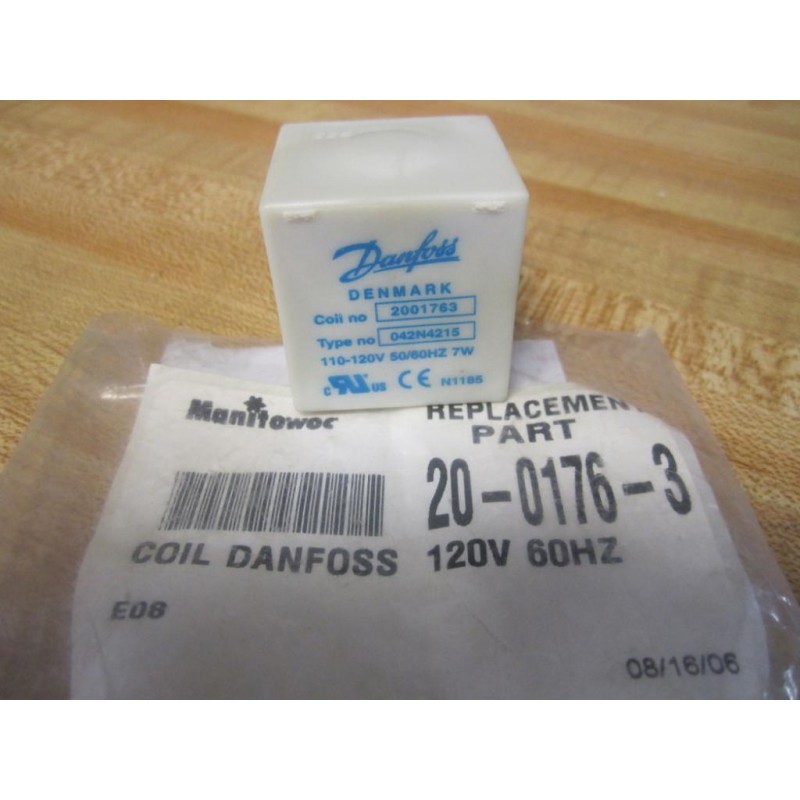 Danfoss
DENMARK
Coil no 2001763
Type no 042N4215
110-120V 50/60HZ 7W
c RU us CE N1185
Manitowoc
REPLACEMENT
PART
20-0176-3
COIL DANFOSS 120V 60HZ
E08
08/16/06